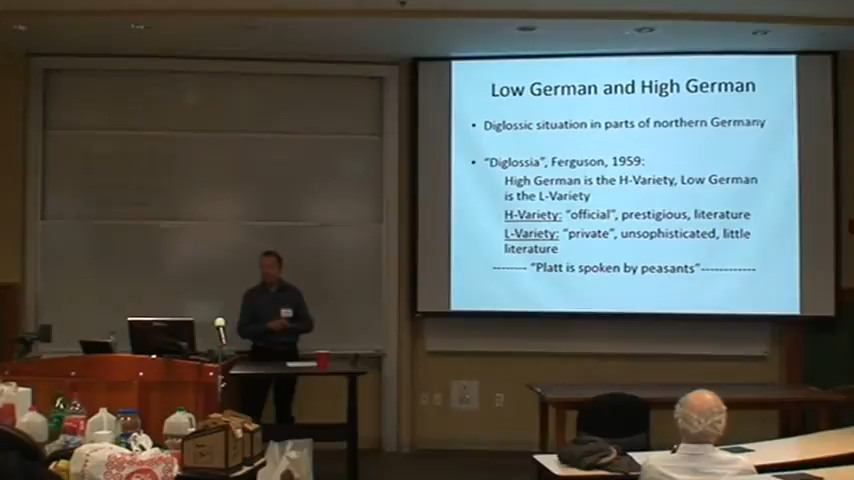 Low German and High German
• Diglossic situation in parts of northern Germany
• “Diglossia”, Ferguson, 1959:
High German is the H-Variety, Low German
is the L-Variety
H-Variety: “official”, prestigious, literature
L-Variety: “private”, unsophisticated, little
literature
-------- “Platt is spoken by peasants”-------------